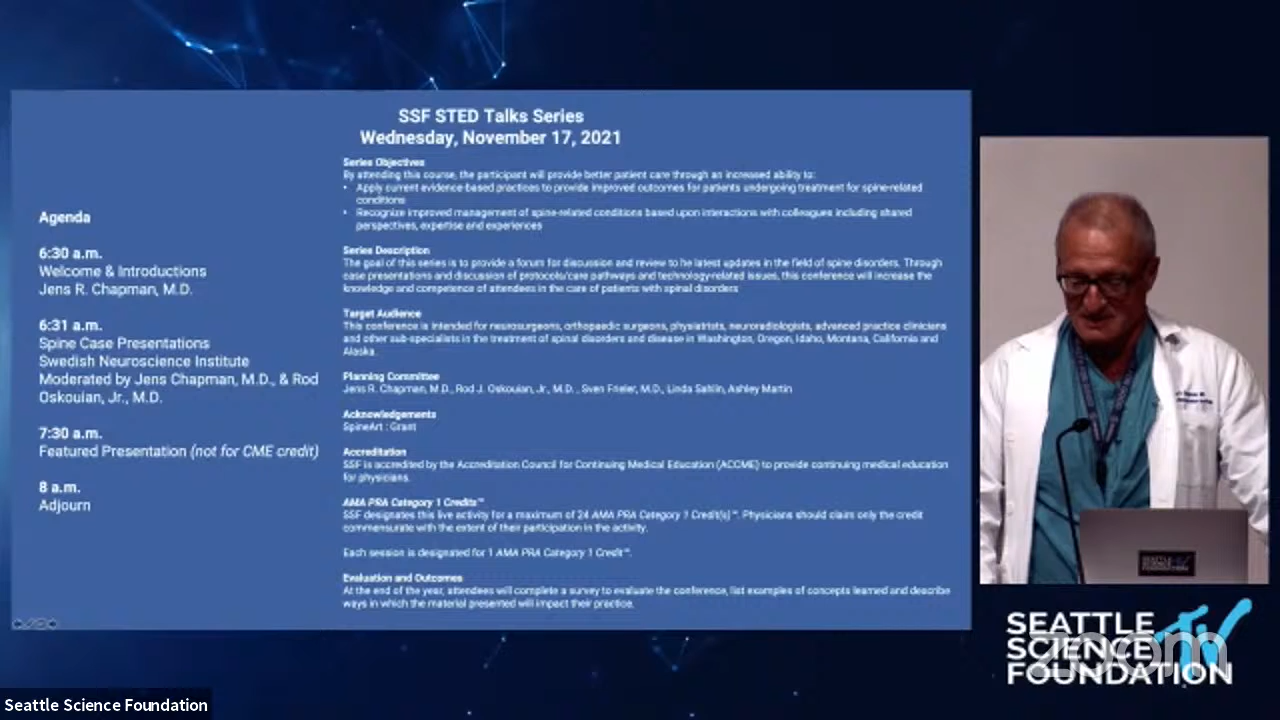 SSF STED Talks Series
Wednesday, November 17, 2021
Agenda
6:30 a.m.
Welcome & Introductions
Jens R. Chapman, M.D.
6:31 a.m.
Spine Case Presentations
Swedish Neuroscience Institute
Moderated by Jens Chapman, M.D., & Rod
Oskouian, Jr., M.D.
7:30 a.m.
Featured Presentation (not for CME credit)
8 a.m.
Adjourn
Series Objectives
By attending this course, the participant will provide better patient care through an increased ability to:
• Apply current evidence-based practices to provide improved outcomes for patients undergoing treatment for spine-related
conditions
• Recognize improved management of spine-related conditions based upon interactions with colleagues including shared
perspectives, expertise and experiences
Series Description
The goal of this series is to provide a forum for discussion and review to he latest updates in the field of spine disorders. Through
case presentations and discussion of protocols/care pathways and technology-related issues, this conference will increase the
knowledge and competence of attendees in the care of patients with spinal disorders
Target Audience
This conference is intended for neurosurgeons, orthopaedic surgeons, physiatrists, neuroradiologists, advanced practice clinicians
and other sub-specialists in the treatment of spinal disorders and disease in Washington, Oregon, Idaho, Montana, California and
Alaska.
Planning Committee
Jens R. Chapman, M.D., Rod J. Oskouian, Jr., M.D. , Sven Frieler, M.D., Linda Sahlin, Ashley Martin
Acknowledgements
SpineArt : Grant
Accreditation
SSF is accredited by the Accreditation Council for Continuing Medical Education (ACCME) to provide continuing medical education
for physicians.
AMA PRA Category 1 Credits™
SSF designates this live activity for a maximum of 24 AMA PRA Category 1 Credit(s)™. Physicians should claim only the credit
commensurate with the extent of their participation in the activity.
Each session is designated for 1 AMA PRA Category 1 Credit™.
Evaluation and Outcomes
At the end of the year, attendees will complete a survey to evaluate the conference, list examples of concepts learned and describe
ways in which the material presented will impact their practice.
SEATTLE
SCIENCE
FOUNDATION
SEATTLE
SCIENCE TV
FOUNDATION
zoom
Seattle Science Foundation